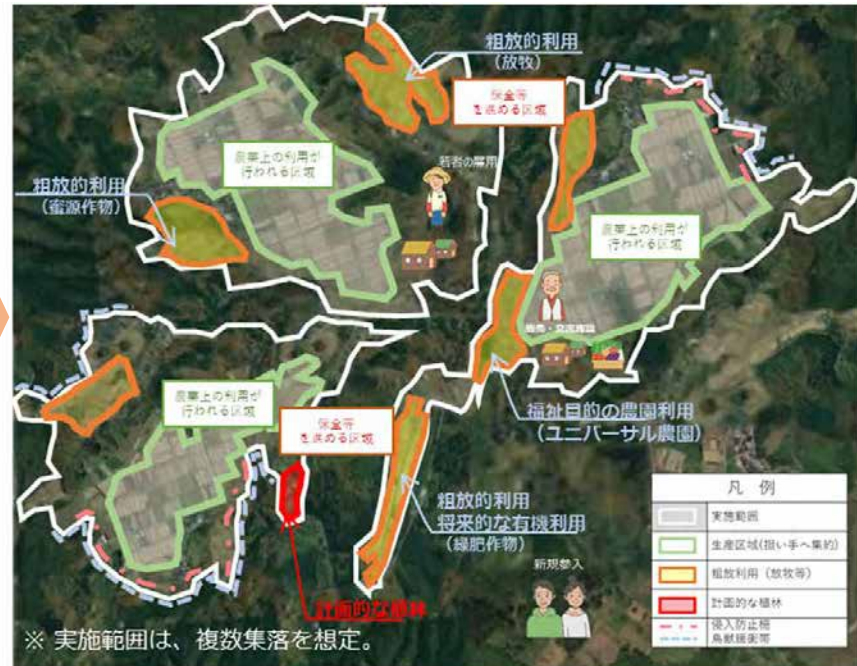 粗放的利用
(放牧)
保全等
を進める区域
農業上の利用が
行われる区域
若者の雇用
粗放的利用
(蜜源作物)
農業上の利用が
行われる区域
販売・交流施設
農業上の利用が
行われる区域
保全等
を進める区域
福祉目的の農園利用
(ユニバーサル農園)
粗放的利用
将来的な有機利用
(緑肥作物)
新規参入
計画的な植林
凡 例
実施範囲
生産区域(担い手へ集約)
粗放利用(放牧等)
計画的な植林
侵入防止柵
鳥獣緩衝帯
※ 実施範囲は、複数集落を想定。